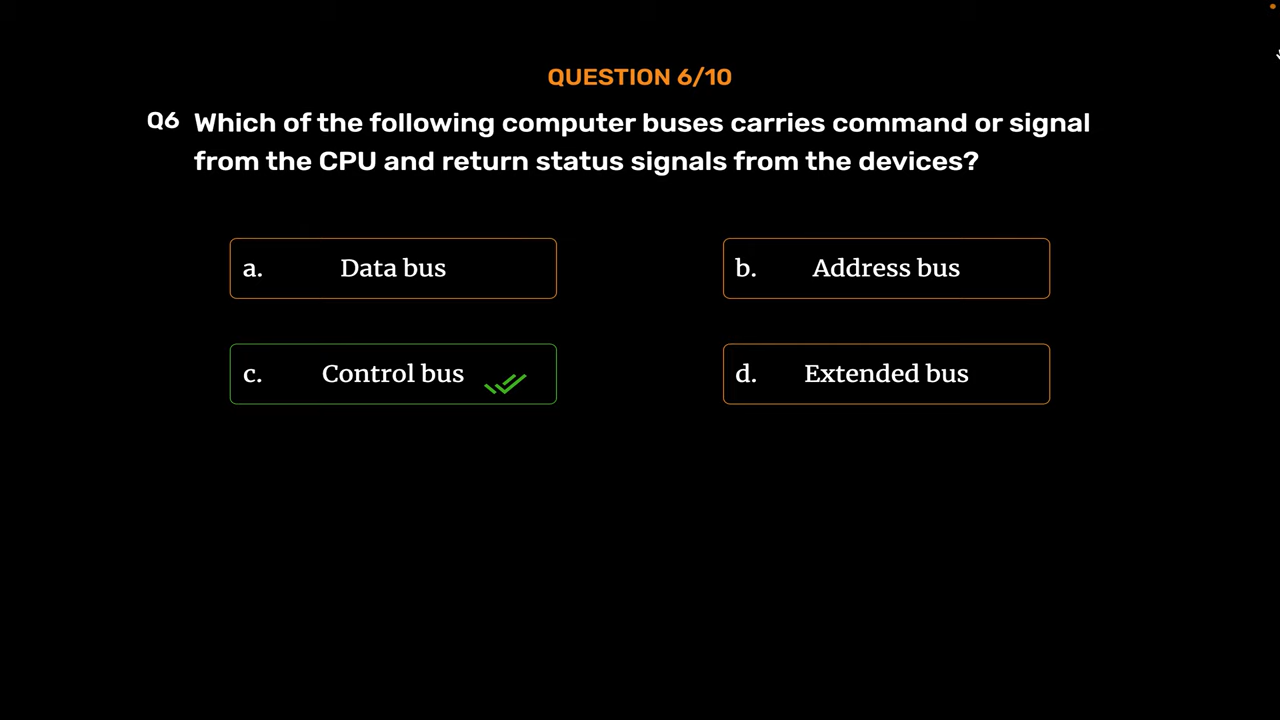 QUESTION 6/10
Q6 Which of the following computer buses carries command or signal
from the CPU and return status signals from the devices?
a. Data bus
b. Address bus
c. Control bus
d. Extended bus